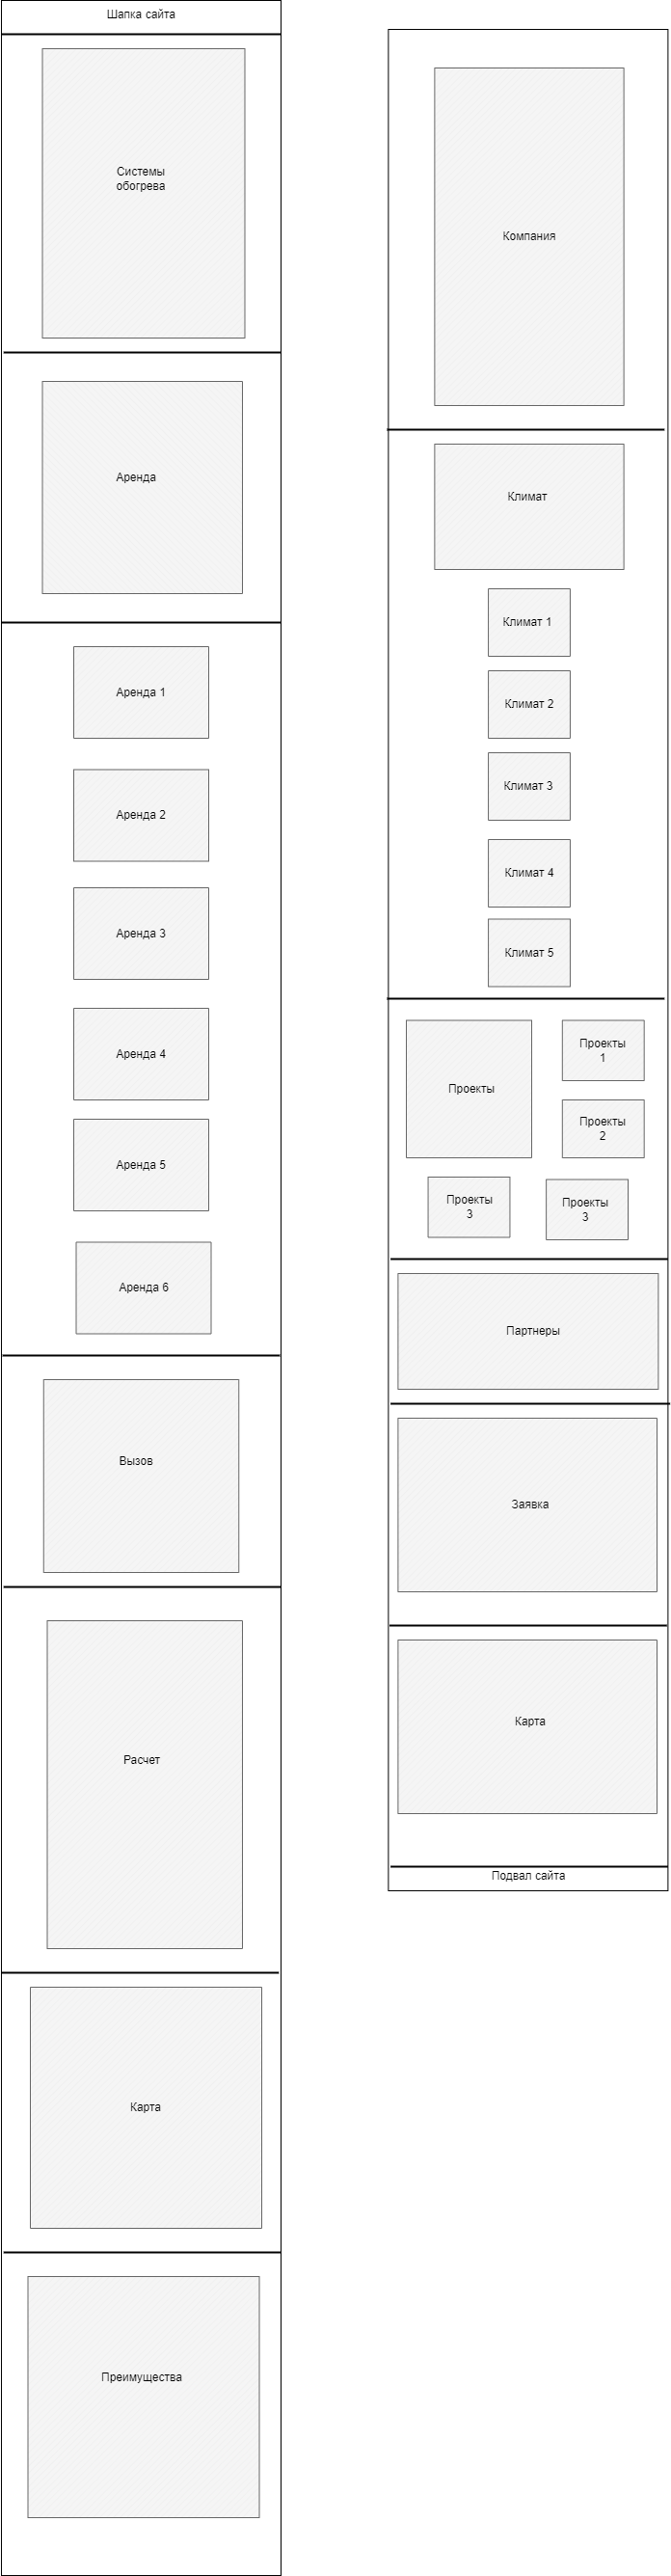 Шапка сайта
Системы
обогрева
Аренда
Аренда 1
Аренда 2
Аренда 3
Аренда 4
Аренда 5
Аренда 6
Вызов
Расчет
Карта
Преимущества
Компания
Климат
Климат 1
Климат 2
Климат 3
Климат 4
Климат 5
Проекты
Проекты
1
Проекты
2
Проекты
3
Проекты
3
Партнеры
Заявка
Карта
Подвал сайта